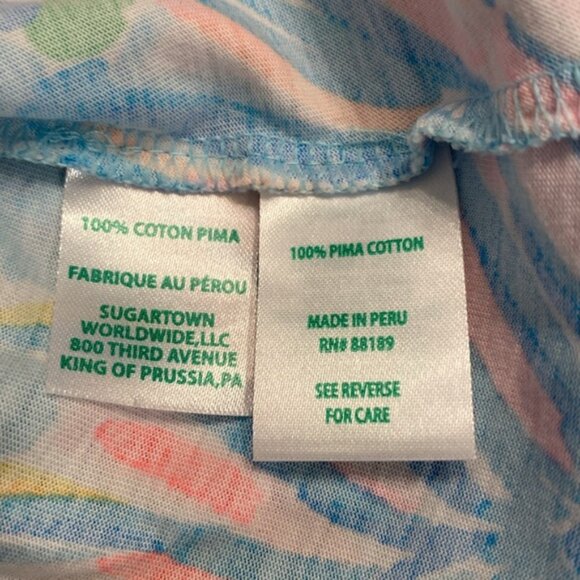 100% COTON PIMA
FABRIQUE AU PÉROU
SUGARTOWN
WORLDWIDE,LLC
800 THIRD AVENUE
KING OF PRUSSIA,PA
100% PIMA COTTON
MADE IN PERU
RN# 88189
SEE REVERSE
FOR CARE